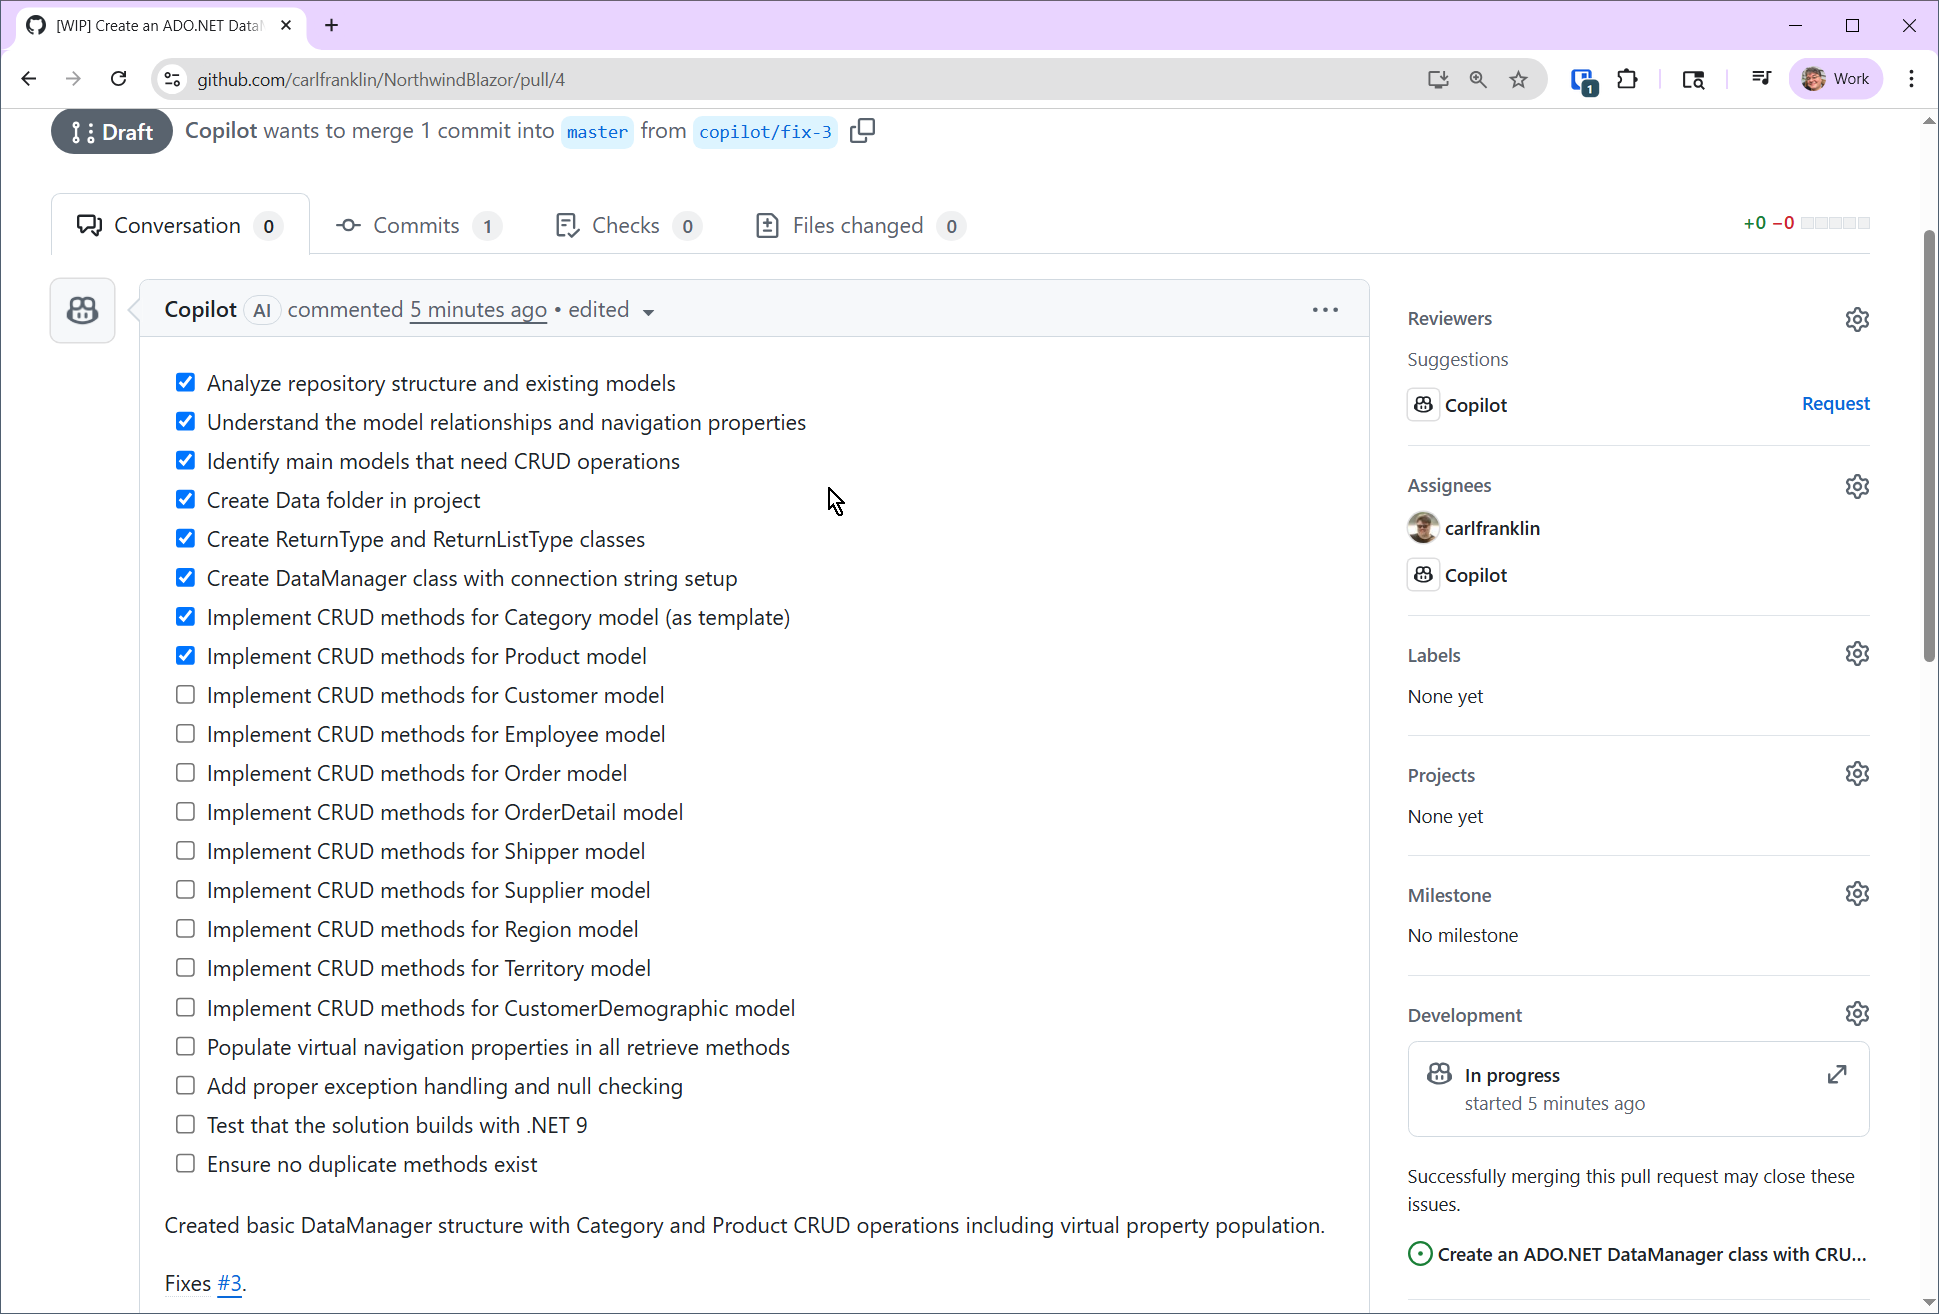 [WIP] Create an ADO.NET Data
github.com/carlfranklin/NorthwindBlazor/pull/4
1
Work
Draft
Copilot wants to merge 1 commit into master from copilot/fix-3
Conversation 0
Commits 1
Checks 0
Files changed 0
+0 −0
Copilot AI commented 5 minutes ago • edited
Analyze repository structure and existing models
Understand the model relationships and navigation properties
Identify main models that need CRUD operations
Create Data folder in project
Create ReturnType and ReturnListType classes
Create DataManager class with connection string setup
Implement CRUD methods for Category model (as template)
Implement CRUD methods for Product model
Implement CRUD methods for Customer model
Implement CRUD methods for Employee model
Implement CRUD methods for Order model
Implement CRUD methods for OrderDetail model
Implement CRUD methods for Shipper model
Implement CRUD methods for Supplier model
Implement CRUD methods for Region model
Implement CRUD methods for Territory model
Implement CRUD methods for CustomerDemographic model
Populate virtual navigation properties in all retrieve methods
Add proper exception handling and null checking
Test that the solution builds with .NET 9
Ensure no duplicate methods exist
Created basic DataManager structure with Category and Product CRUD operations including virtual property population.
Fixes #3.
Reviewers
Suggestions
Copilot
Request
Assignees
carlfranklin
Copilot
Labels
None yet
Projects
None yet
Milestone
No milestone
Development
In progress
started 5 minutes ago
Successfully merging this pull request may close these
issues.
Create an ADO.NET DataManager class with CRU...